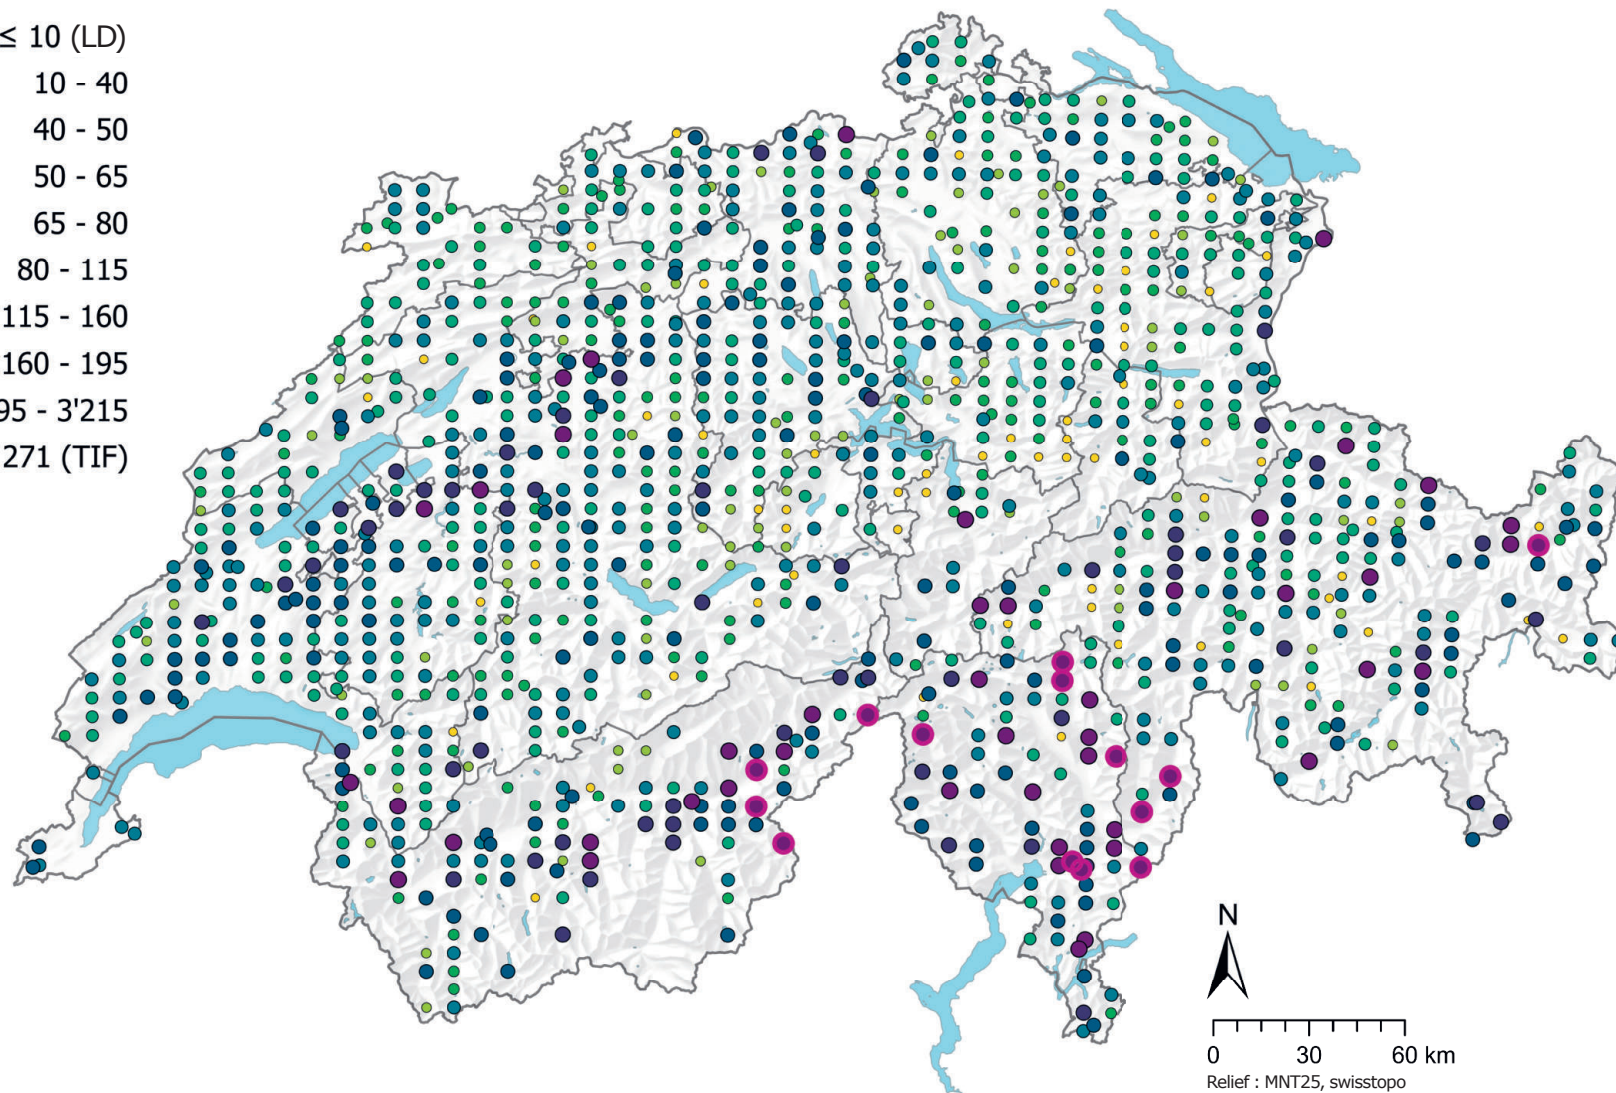 ≤ 10 (LD)
10 - 40
40 - 50
50 - 65
65 - 80
80 - 115
115 - 160
160 - 195
95 - 3'215
271 (TIF)
N
0 30 60 km
Relief : MNT25, swisstopo